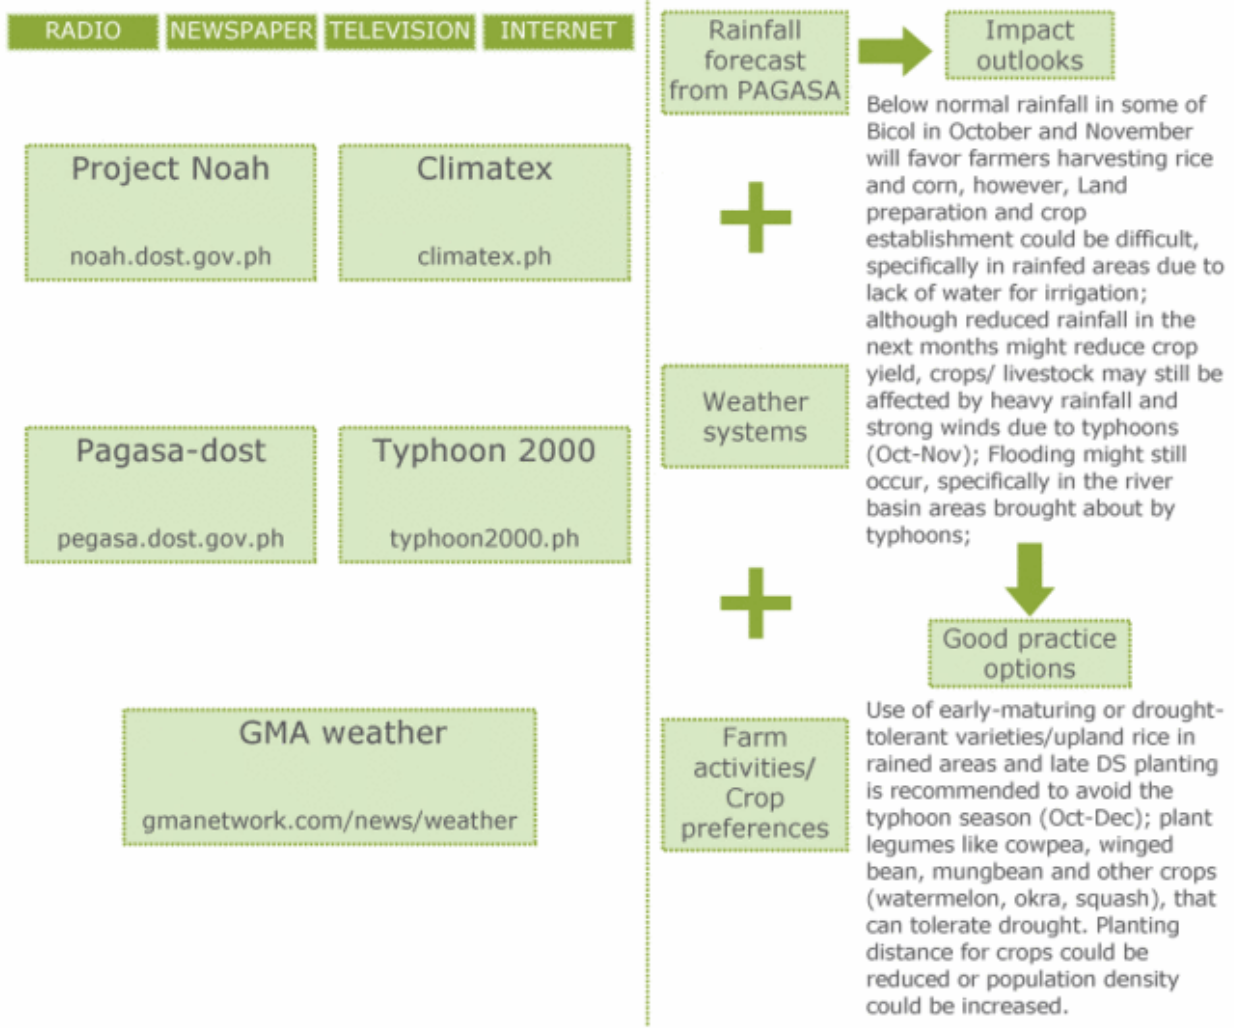 RADIO
NEWSPAPER
TELEVISION
INTERNET
Project Noah
noah.dost.gov.ph
Climatex
climatex.ph
Pagasa-dost
pegasa.dost.gov.ph
Typhoon 2000
typhoon2000.ph
GMA weather
gmanetwork.com/news/weather
Rainfall
forecast
from PAGASA
Weather
systems
Farm
activities/
Crop
preferences
Impact
outlooks
Below normal rainfall in some of
Bicol in October and November
will favor farmers harvesting rice
and corn, however, Land
preparation and crop
establishment could be difficult,
specifically in rainfed areas due to
lack of water for irrigation;
although reduced rainfall in the
next months might reduce crop
yield, crops/ livestock may still be
affected by heavy rainfall and
strong winds due to typhoons
(Oct-Nov); Flooding might still
occur, specifically in the river
basin areas brought about by
typhoons;
Good practice
options
Use of early-maturing or drought-
tolerant varieties/upland rice in
rained areas and late DS planting
is recommended to avoid the
typhoon season (Oct-Dec); plant
legumes like cowpea, winged
bean, mungbean and other crops
(watermelon, okra, squash), that
can tolerate drought. Planting
distance for crops could be
reduced or population density
could be increased.